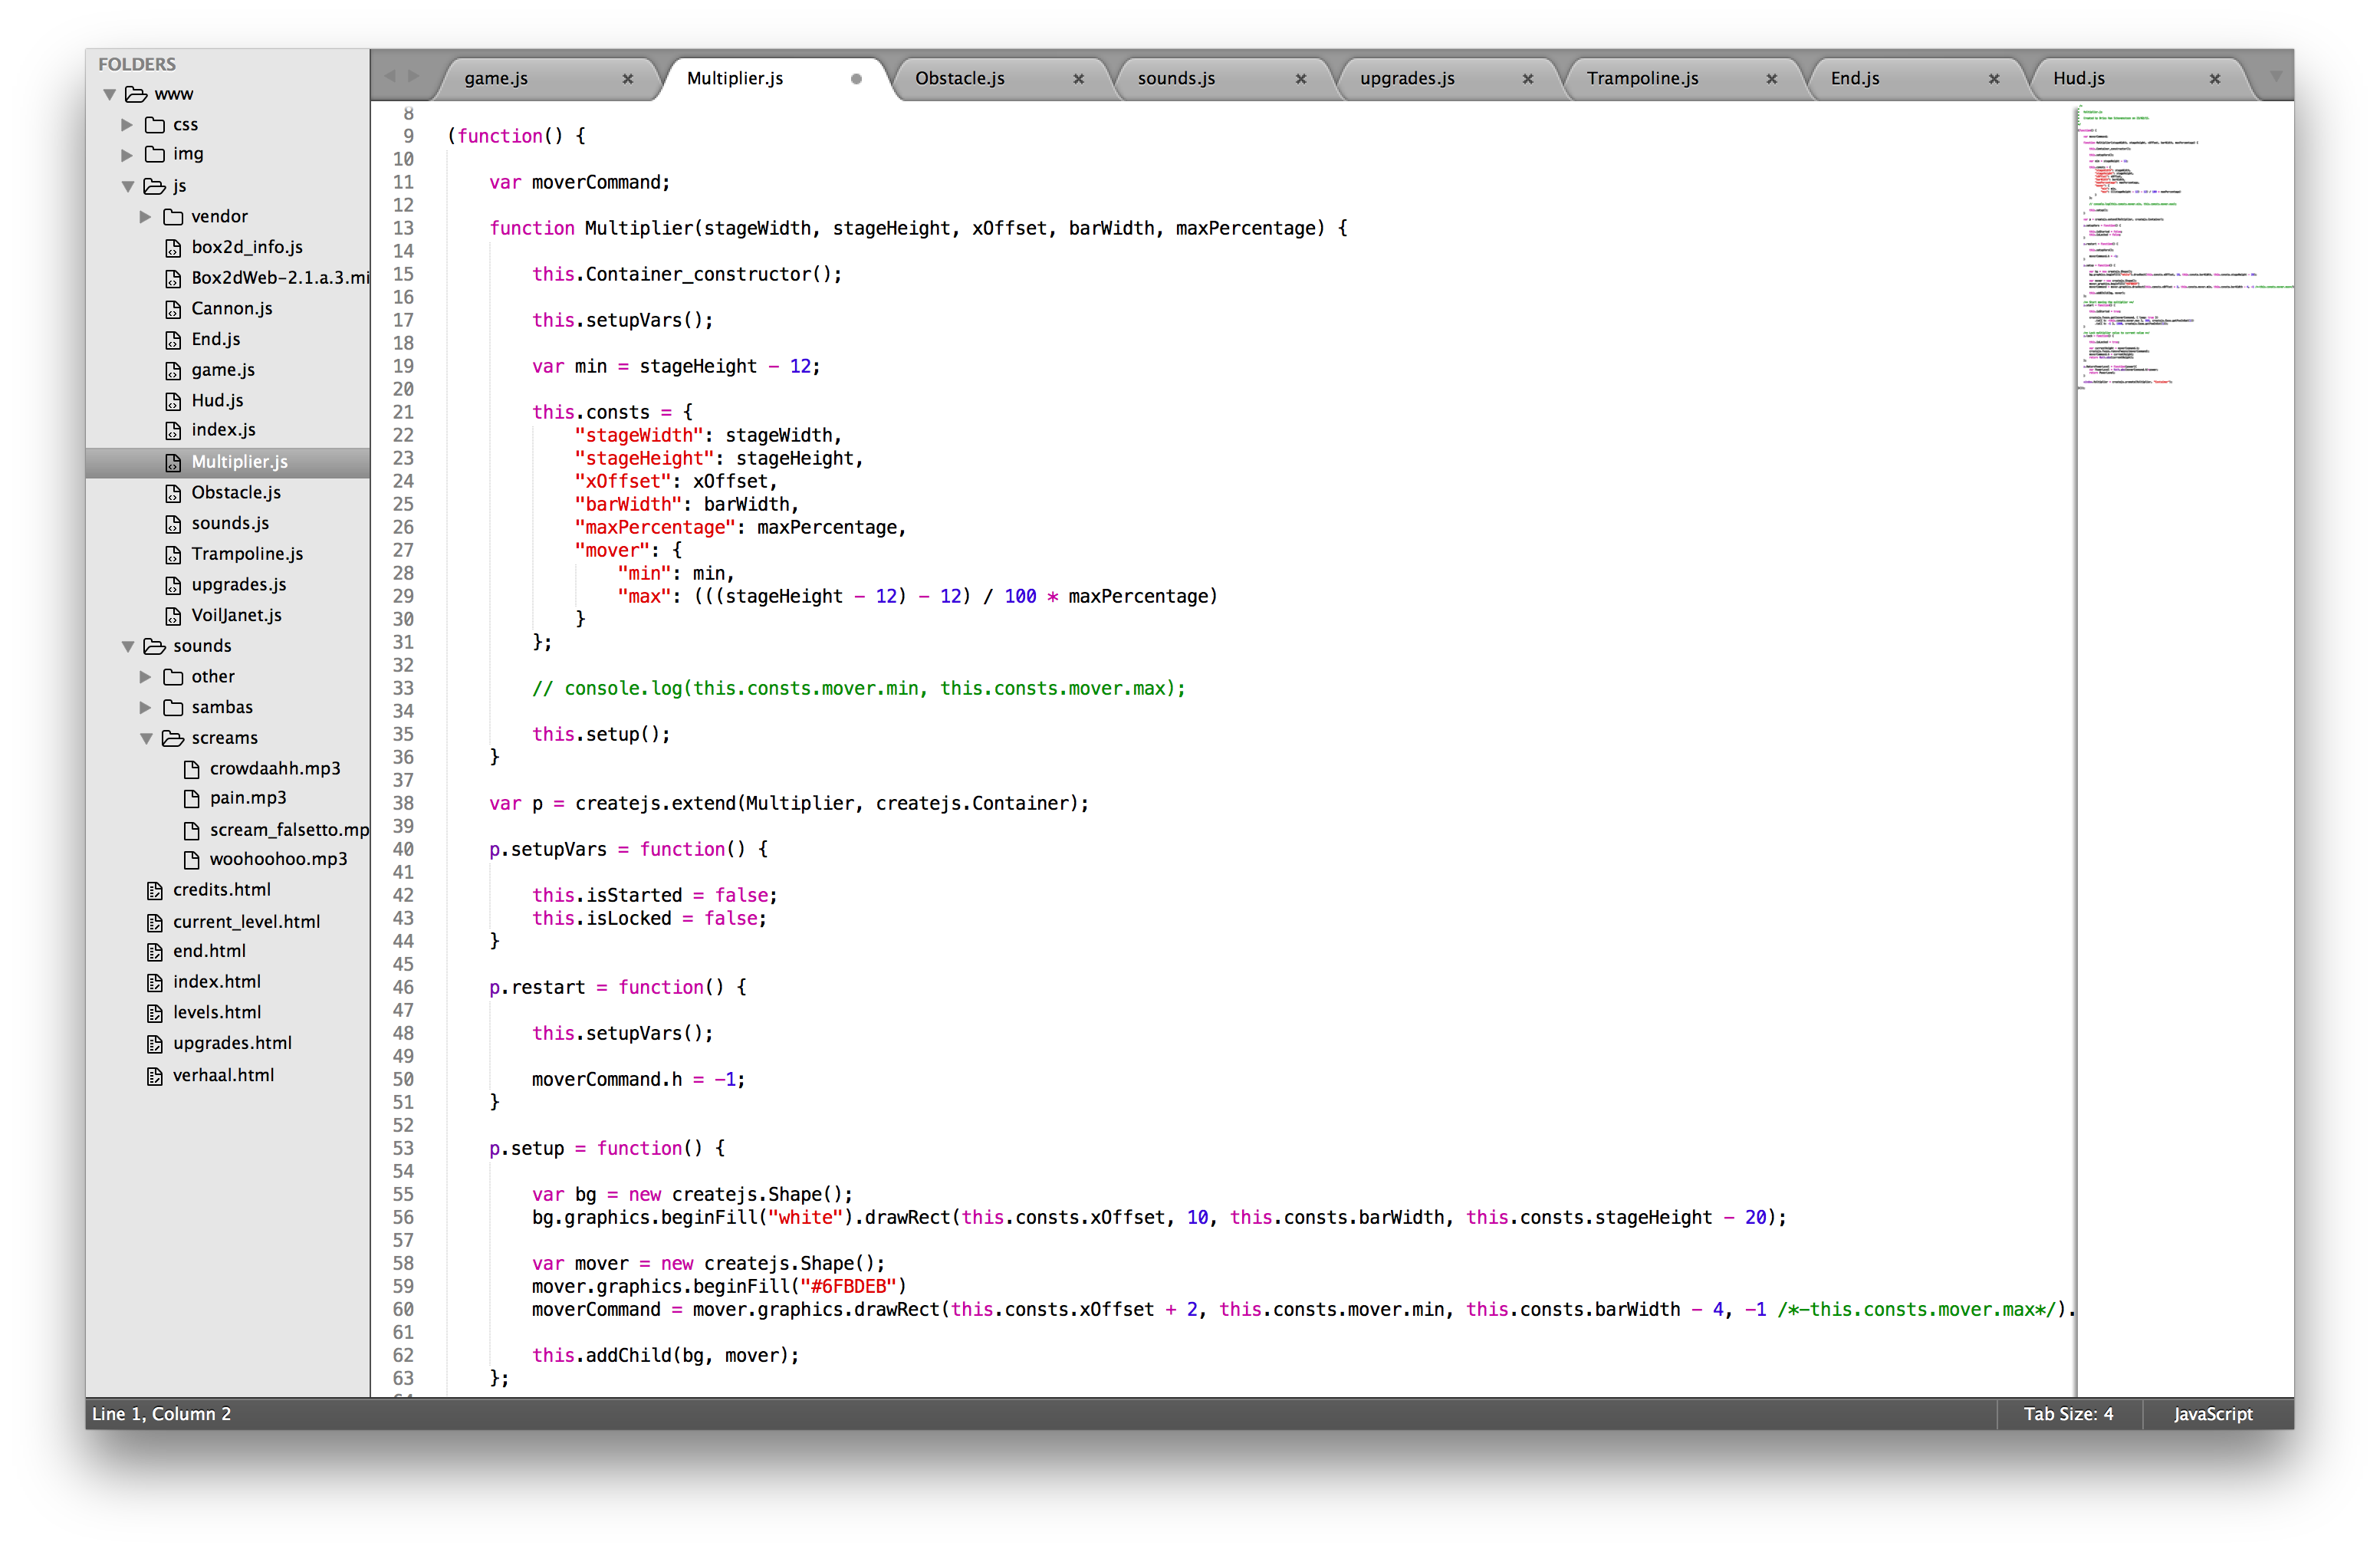 FOLDERS
www
css
img
js
vendor
box2d_info.js
Box2dWeb-2.1.a.3.mi
Cannon.js
End.js
game.js
Hud.js
index.js
Multiplier.js
Obstacle.js
sounds.js
Trampoline.js
upgrades.js
VoilJanet.js
sounds
other
sambas
screams
crowdaahh.mp3
pain.mp3
scream_falsetto.mp
woohoohoo.mp3
credits.html
current_level.html
end.html
index.html
levels.html
upgrades.html
verhaal.html
game.js Multiplier.js Obstacle.js sounds.js upgrades.js Trampoline.js End.js Hud.js
8
9 (function() {
10
11 var moverCommand;
12
13 function Multiplier(stageWidth, stageHeight, xOffset, barWidth, maxPercentage) {
14
15 this.Container_constructor();
16
17 this.setupVars();
18
19 var min = stageHeight - 12;
20
21 this.consts = {
22 "stageWidth": stageWidth,
23 "stageHeight": stageHeight,
24 "xOffset": xOffset,
25 "barWidth": barWidth,
26 "maxPercentage": maxPercentage,
27 "mover": {
28 "min": min,
29 "max": (((stageHeight - 12) - 12) / 100 * maxPercentage)
30 }
31 };
32
33 // console.log(this.consts.mover.min, this.consts.mover.max);
34
35 this.setup();
36 }
37
38 var p = createjs.extend(Multiplier, createjs.Container);
39
40 p.setupVars = function() {
41
42 this.isStarted = false;
43 this.isLocked = false;
44 }
45
46 p.restart = function() {
47
48 this.setupVars();
49
50 moverCommand.h = -1;
51 }
52
53 p.setup = function() {
54
55 var bg = new createjs.Shape();
56 bg.graphics.beginFill("white").drawRect(this.consts.xOffset, 10, this.consts.barWidth, this.consts.stageHeight - 20);
57
58 var mover = new createjs.Shape();
59 mover.graphics.beginFill("#6FBDEB")
60 moverCommand = mover.graphics.drawRect(this.consts.xOffset + 2, this.consts.mover.min, this.consts.barWidth - 4, -1 /*-this.consts.mover.max*/).
61
62 this.addChild(bg, mover);
63 };
Line 1, Column 2
Tab Size: 4
JavaScript